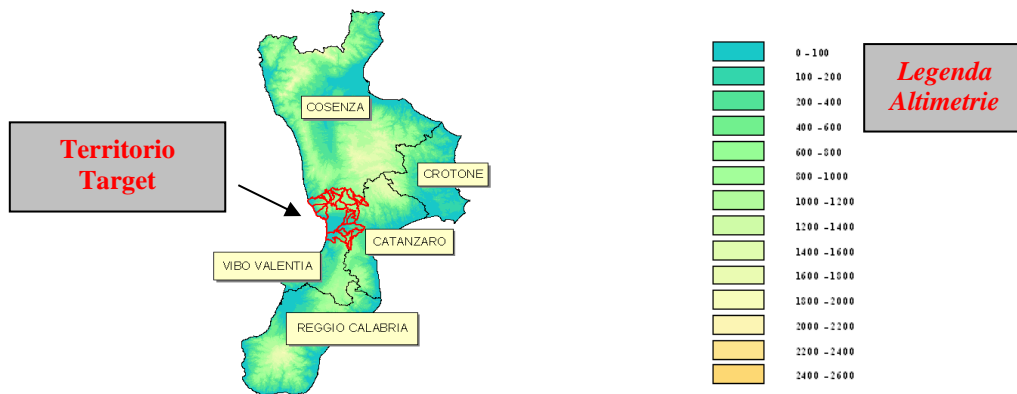 Territorio
Target
COSENZA
CROTONE
CATANZARO
VIBO VALENTIA
REGGIO CALABRIA
0 - 100
100 - 200
200 - 400
400 - 600
600 - 800
800 - 1000
1000 - 1200
1200 - 1400
1400 - 1600
1600 - 1800
1800 - 2000
2000 - 2200
2200 - 2400
2400 - 2600
Legenda
Altimetrie